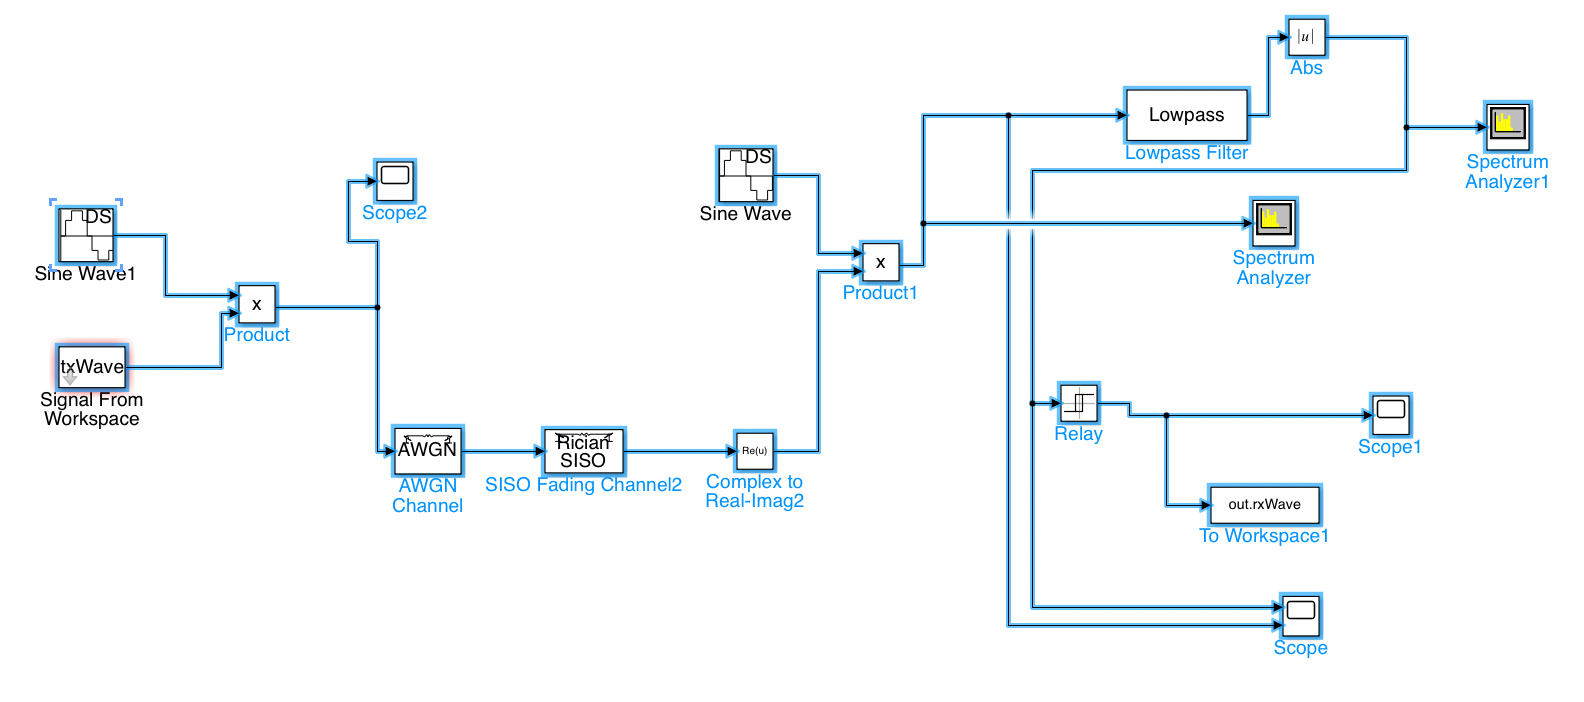 |u|
Abs
Lowpass
Lowpass Filter
Spectrum
Analyzer1
DS
Sine Wave
Scope2
DS
Sine Wave1
Spectrum
Analyzer
x
Product1
x
Product
txWave
Signal From
Workspace
Relay
Scope1
AWGN
AWGN
Channel
Rician
SISO
SISO Fading Channel2
Re(u)
Complex to
Real-Imag2
out.rxWave
To Workspace1
Scope